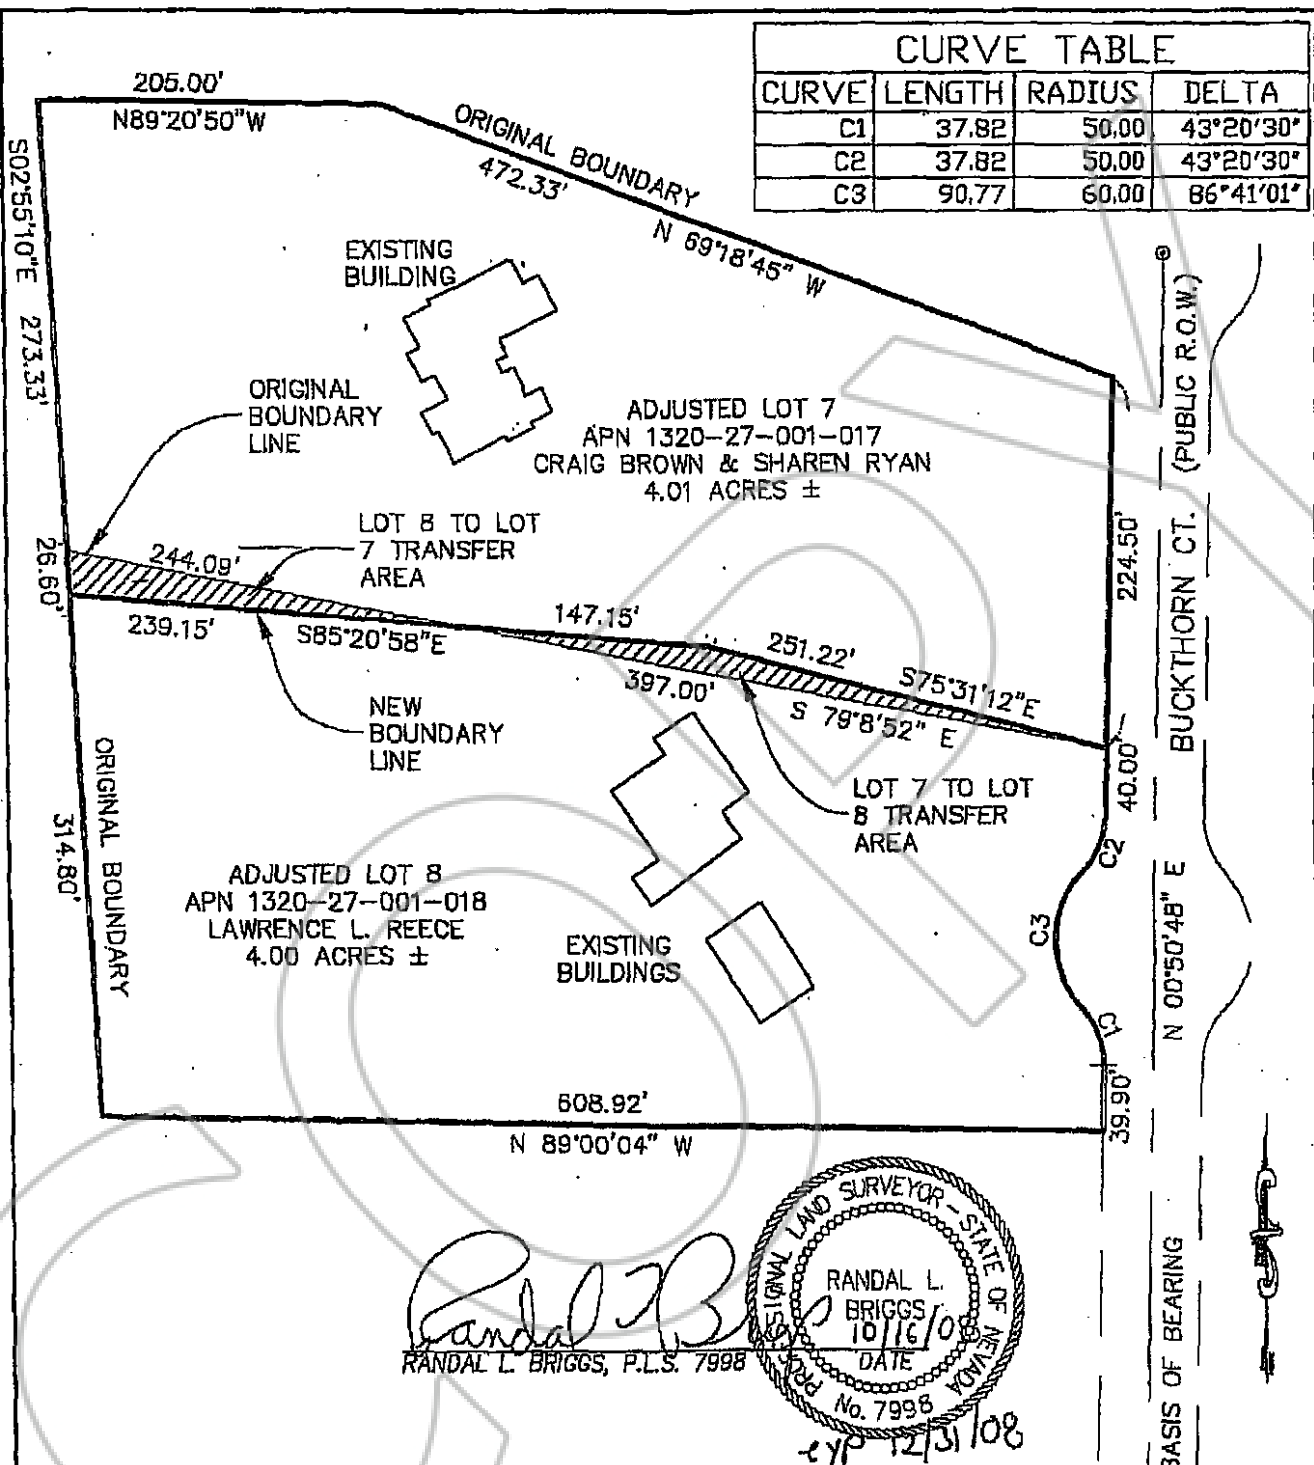 CURVE TABLE
CURVE LENGTH RADIUS DELTA
C1 37.82 50.00 43°20'30"
C2 37.82 50.00 43°20'30"
C3 90.77 60.00 86°41'01"
205.00'
N89°20'50"W
ORIGINAL BOUNDARY
472.33'
N 69°18'45" W
S02°55'10"E 273.33'
EXISTING
BUILDING
ORIGINAL
BOUNDARY
LINE
ADJUSTED LOT 7
APN 1320-27-001-017
CRAIG BROWN & SHAREN RYAN
4.01 ACRES ±
(PUBLIC R.O.W.)
BUCKTHORN CT.
224.50'
LOT 8 TO LOT
7 TRANSFER
AREA
26.60'
244.09'
239.15'
S85°20'58"E
147.15'
251.22'
S75°31'12"E
397.00'
S 79°8'52" E
NEW
BOUNDARY
LINE
LOT 7 TO LOT
8 TRANSFER
AREA
40.00'
C2
C3
C1
N 00°50'48" E
ORIGINAL BOUNDARY
314.80'
ADJUSTED LOT 8
APN 1320-27-001-018
LAWRENCE L. REECE
4.00 ACRES ±
EXISTING
BUILDINGS
39.90'
608.92'
N 89°00'04" W
BASIS OF BEARING
PROFESSIONAL LAND SURVEYOR - STATE OF NEVADA
RANDAL L.
BRIGGS
10/16/08
DATE
No. 7998
Randal Briggs
RANDAL L. BRIGGS, P.L.S. 7998
exp 12/31/08